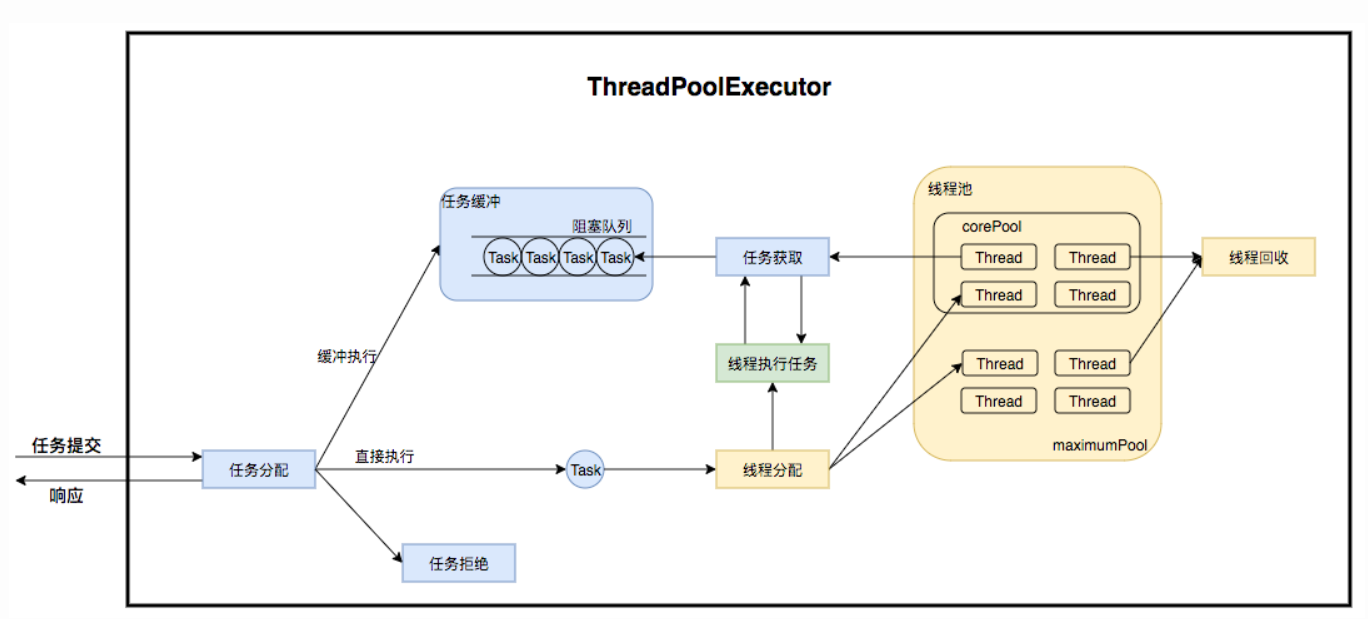 ThreadPoolExecutor
任务缓冲
阻塞队列
Task Task Task Task
任务获取
线程池
corePool
Thread Thread
Thread Thread
线程回收
缓冲执行
线程执行任务
Thread Thread
Thread Thread
maximumPool
任务提交
响应
任务分配
直接执行
Task
线程分配
任务拒绝